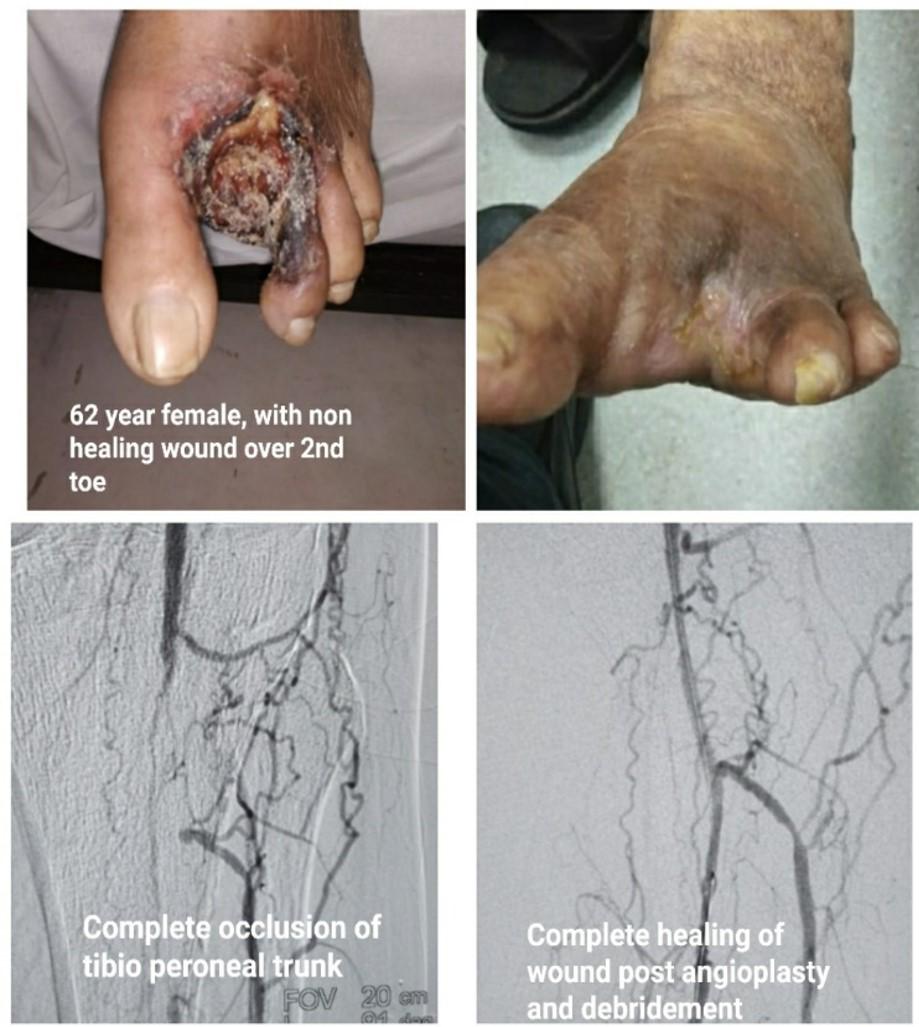 62 year female, with non
healing wound over 2nd
toe
Complete occlusion of
tibio peroneal trunk
FOV 20 cm
Complete healing of
wound post angioplasty
and debridement